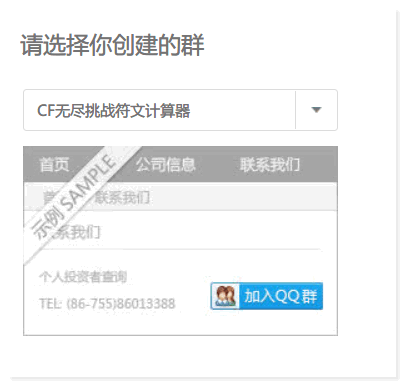 请选择你创建的群
CF无尽挑战符文计算器
首页 公司信息 联系我们
首 联系我们
示例 SAMPLE
联系我们
个人投资者查询
TEL: (86-755)86013388
加入QQ群